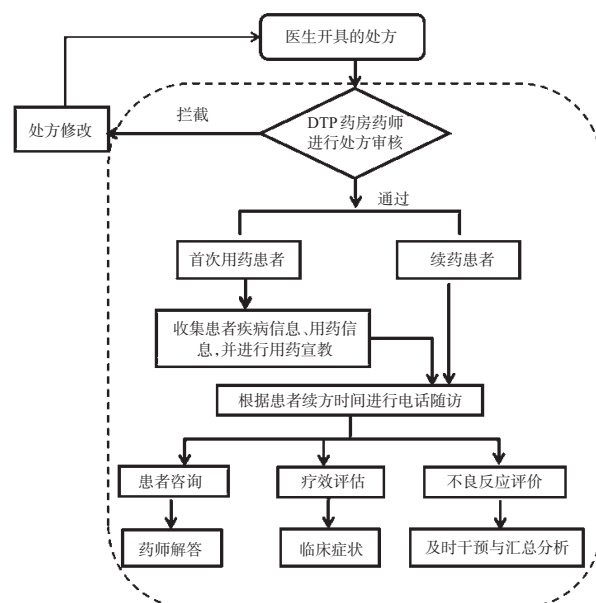 医生开具的处方
拦截
处方修改
DTP药房药师
进行处方审核
通过
首次用药患者
续药患者
收集患者疾病信息、用药信
息,并进行用药宣教
根据患者续方时间进行电话随访
患者咨询
疗效评估
不良反应评价
药师解答
临床症状
及时干预与汇总分析